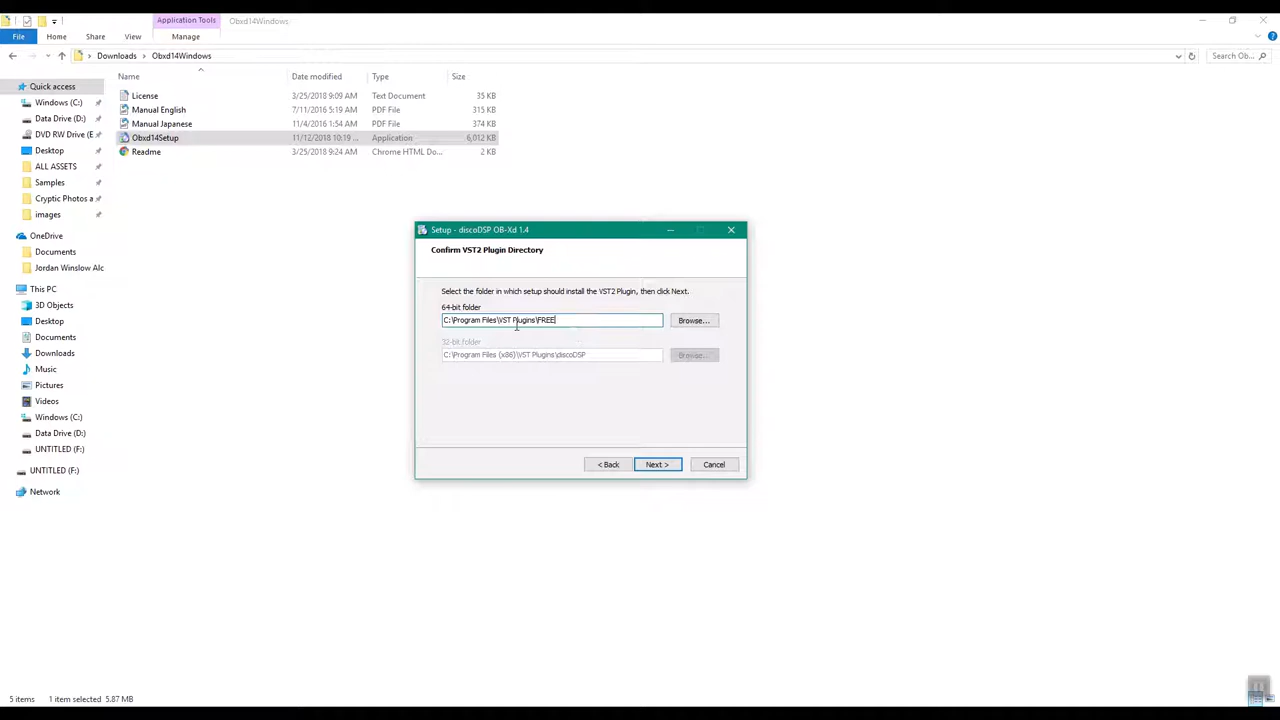 Application Tools
Obxd14Windows
File
Home
Share
View
Manage
Downloads
Obxd14Windows
Search Ob...
Name
Date modified
Type
Size
License
3/25/2018 9:09 AM
Text Document
35 KB
Manual English
7/11/2016 5:19 AM
PDF File
315 KB
Manual Japanese
11/4/2016 1:54 AM
PDF File
374 KB
Obxd14Setup
11/12/2018 10:19 ...
Application
6,012 KB
Readme
3/25/2018 9:24 AM
Chrome HTML Do...
2 KB
Quick access
Windows (C:)
Data Drive (D:)
DVD RW Drive (E
Desktop
ALL ASSETS
Samples
Cryptic Photos a
images
OneDrive
Documents
Jordan Winslow Alc
This PC
3D Objects
Desktop
Documents
Downloads
Music
Pictures
Videos
Windows (C:)
Data Drive (D:)
UNTITLED (F:)
UNTITLED (F:)
Network
Setup - discoDSP OB-Xd 1.4
Confirm VST2 Plugin Directory
Select the folder in which setup should install the VST2 Plugin, then click Next.
64-bit folder
C:\Program Files\VST Plugins\FREE
Browse...
32-bit folder
C:\Program Files (x86)\VST Plugins\discoDSP
Browse...
< Back
Next >
Cancel
5 items
1 item selected 5.87 MB